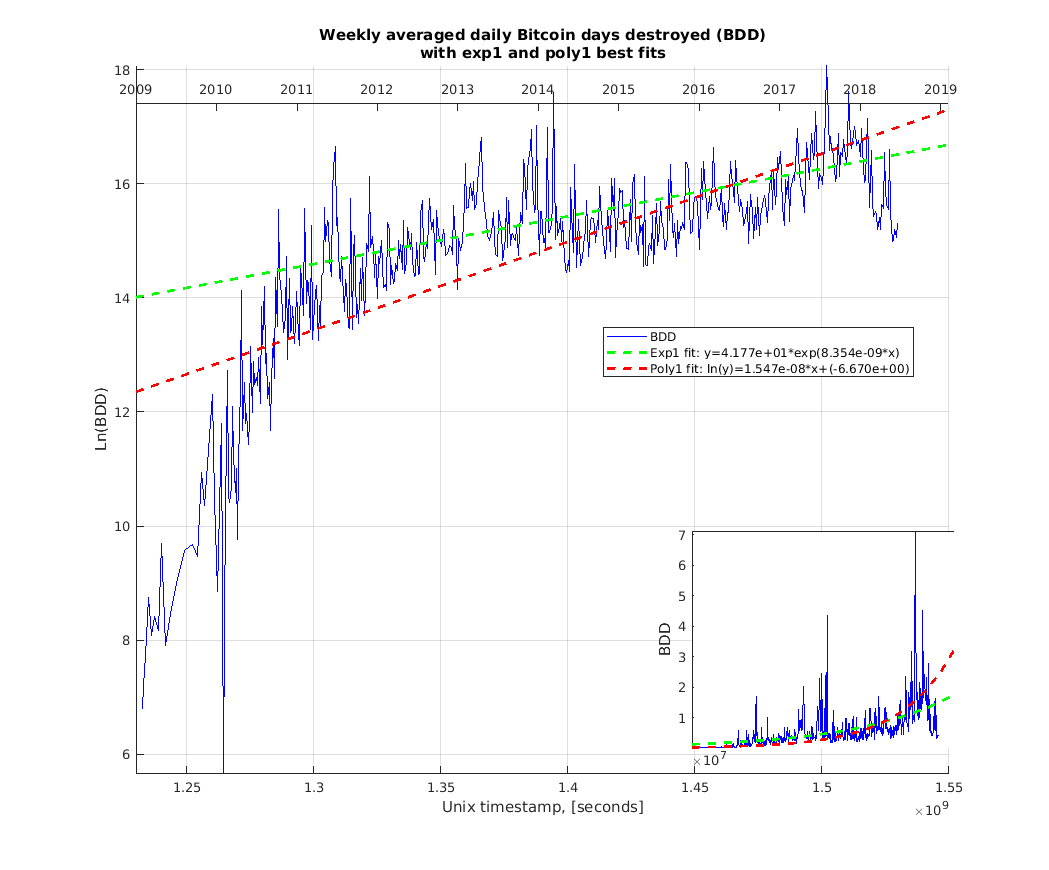 Weekly averaged daily Bitcoin days destroyed (BDD)
with exp1 and poly1 best fits
18
2009 2010 2011 2012 2013 2014 2015 2016 2017 2018 2019
16
14
BDD
Exp1 fit: y=4.177e+01*exp(8.354e-09*x)
Poly1 fit: ln(y)=1.547e-08*x+(-6.670e+00)
12
Ln(BDD)
10
8
6
7
6
5
4
3
2
1
BDD
×10^7
1.25 1.3 1.35 1.4 1.45 1.5 1.55
Unix timestamp, [seconds]
×10^9